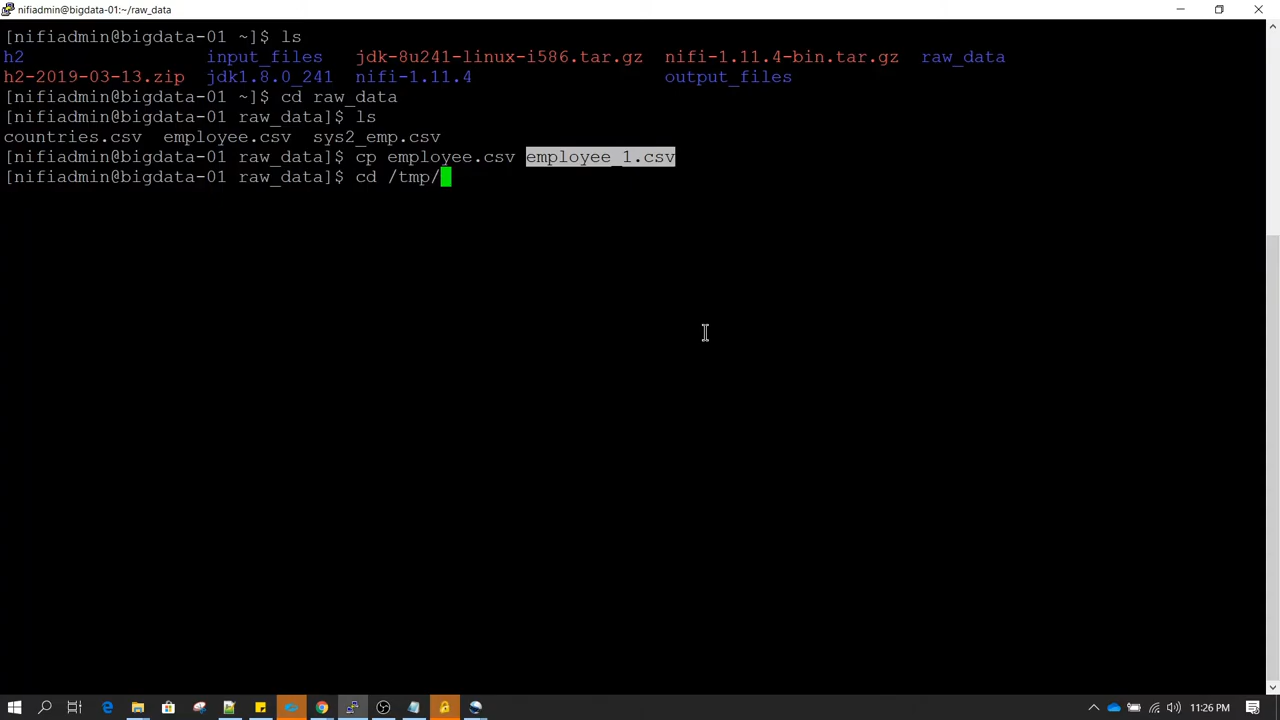 nifiadmin@bigdata-01:~/raw_data
[nifiadmin@bigdata-01 ~]$ ls
h2 input_files jdk-8u241-linux-i586.tar.gz nifi-1.11.4-bin.tar.gz raw_data
h2-2019-03-13.zip jdk1.8.0_241 nifi-1.11.4 output_files
[nifiadmin@bigdata-01 ~]$ cd raw_data
[nifiadmin@bigdata-01 raw_data]$ ls
countries.csv employee.csv sys2_emp.csv
[nifiadmin@bigdata-01 raw_data]$ cp employee.csv employee_1.csv
[nifiadmin@bigdata-01 raw_data]$ cd /tmp/
11:26 PM